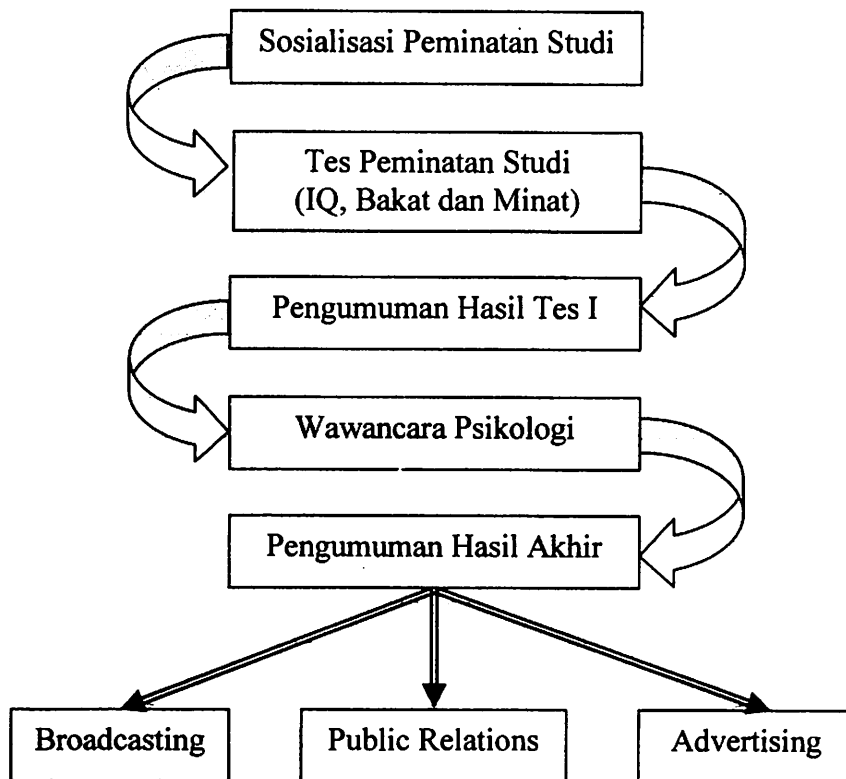 Sosialisasi Peminatan Studi
Tes Peminatan Studi
(IQ, Bakat dan Minat)
Pengumuman Hasil Tes I
Wawancara Psikologi
Pengumuman Hasil Akhir
Broadcasting
Public Relations
Advertising